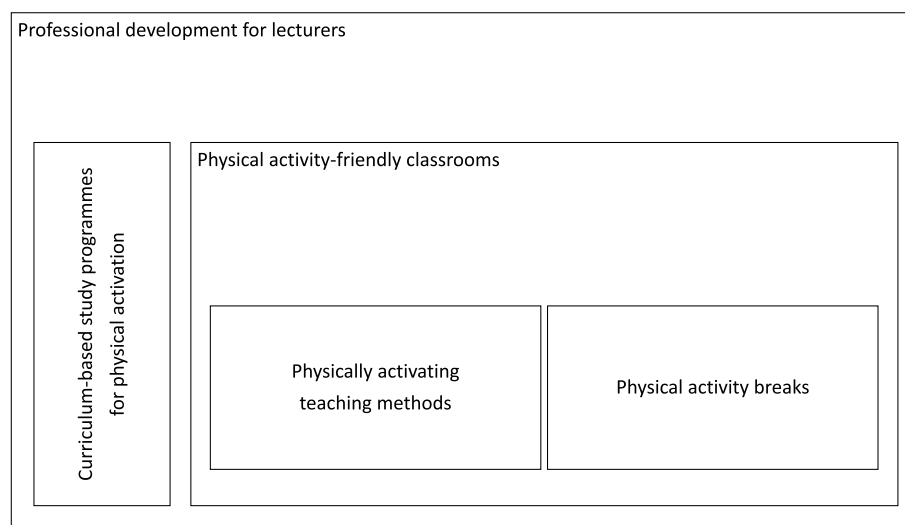 Professional development for lecturers
Curriculum-based study programmes
for physical activation
Physical activity-friendly classrooms
Physically activating
teaching methods
Physical activity breaks